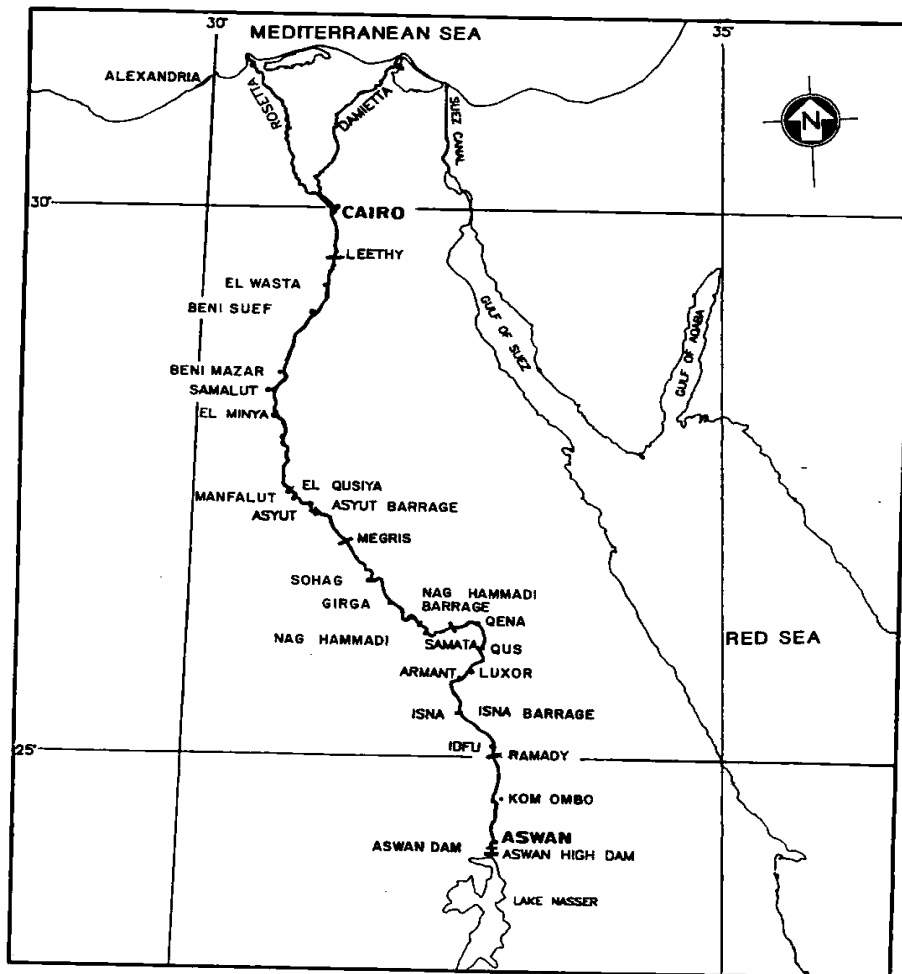 30°
35°
MEDITERRANEAN SEA
ALEXANDRIA
ROSETTA
DAMIETTA
SUEZ CANAL
N
30°
CAIRO
LEETHY
EL WASTA
BENI SUEF
GULF OF SUEZ
GULF OF AQABA
BENI MAZAR
SAMALUT
EL MINYA
EL QUSIYA
MANFALUT
ASYUT BARRAGE
ASYUT
MEGRIS
SOHAG
NAG HAMMADI
BARRAGE
GIRGA
QENA
NAG HAMMADI
SAMATA
QUS
RED SEA
ARMANT
LUXOR
ISNA
ISNA BARRAGE
IDFU
RAMADY
25°
KOM OMBO
ASWAN
ASWAN DAM
ASWAN HIGH DAM
LAKE NASSER